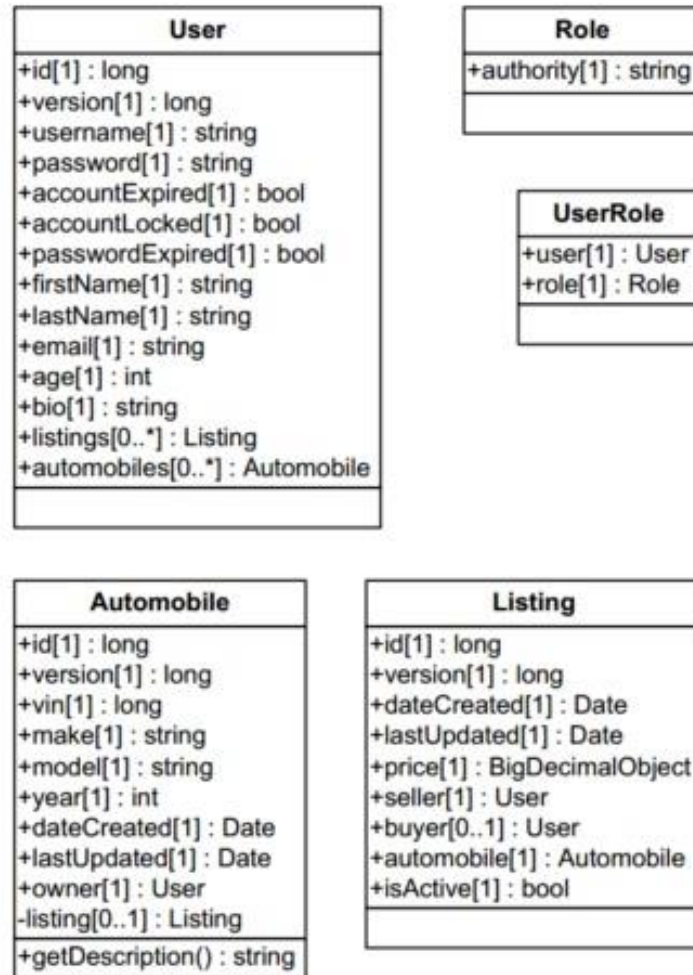 User
+id[1] : long
+version[1] : long
+username[1] : string
+password[1] : string
+accountExpired[1] : bool
+accountLocked[1] : bool
+passwordExpired[1] : bool
+firstName[1] : string
+lastName[1] : string
+email[1] : string
+age[1] : int
+bio[1] : string
+listings[0..*] : Listing
+automobiles[0..*] : Automobile
Role
+authority[1] : string
UserRole
+user[1] : User
+role[1] : Role
Automobile
+id[1] : long
+version[1] : long
+vin[1] : long
+make[1] : string
+model[1] : string
+year[1] : int
+dateCreated[1] : Date
+lastUpdated[1] : Date
+owner[1] : User
-listing[0..1] : Listing
+getDescription() : string
Listing
+id[1] : long
+version[1] : long
+dateCreated[1] : Date
+lastUpdated[1] : Date
+price[1] : BigDecimalObject
+seller[1] : User
+buyer[0..1] : User
+automobile[1] : Automobile
+isActive[1] : bool